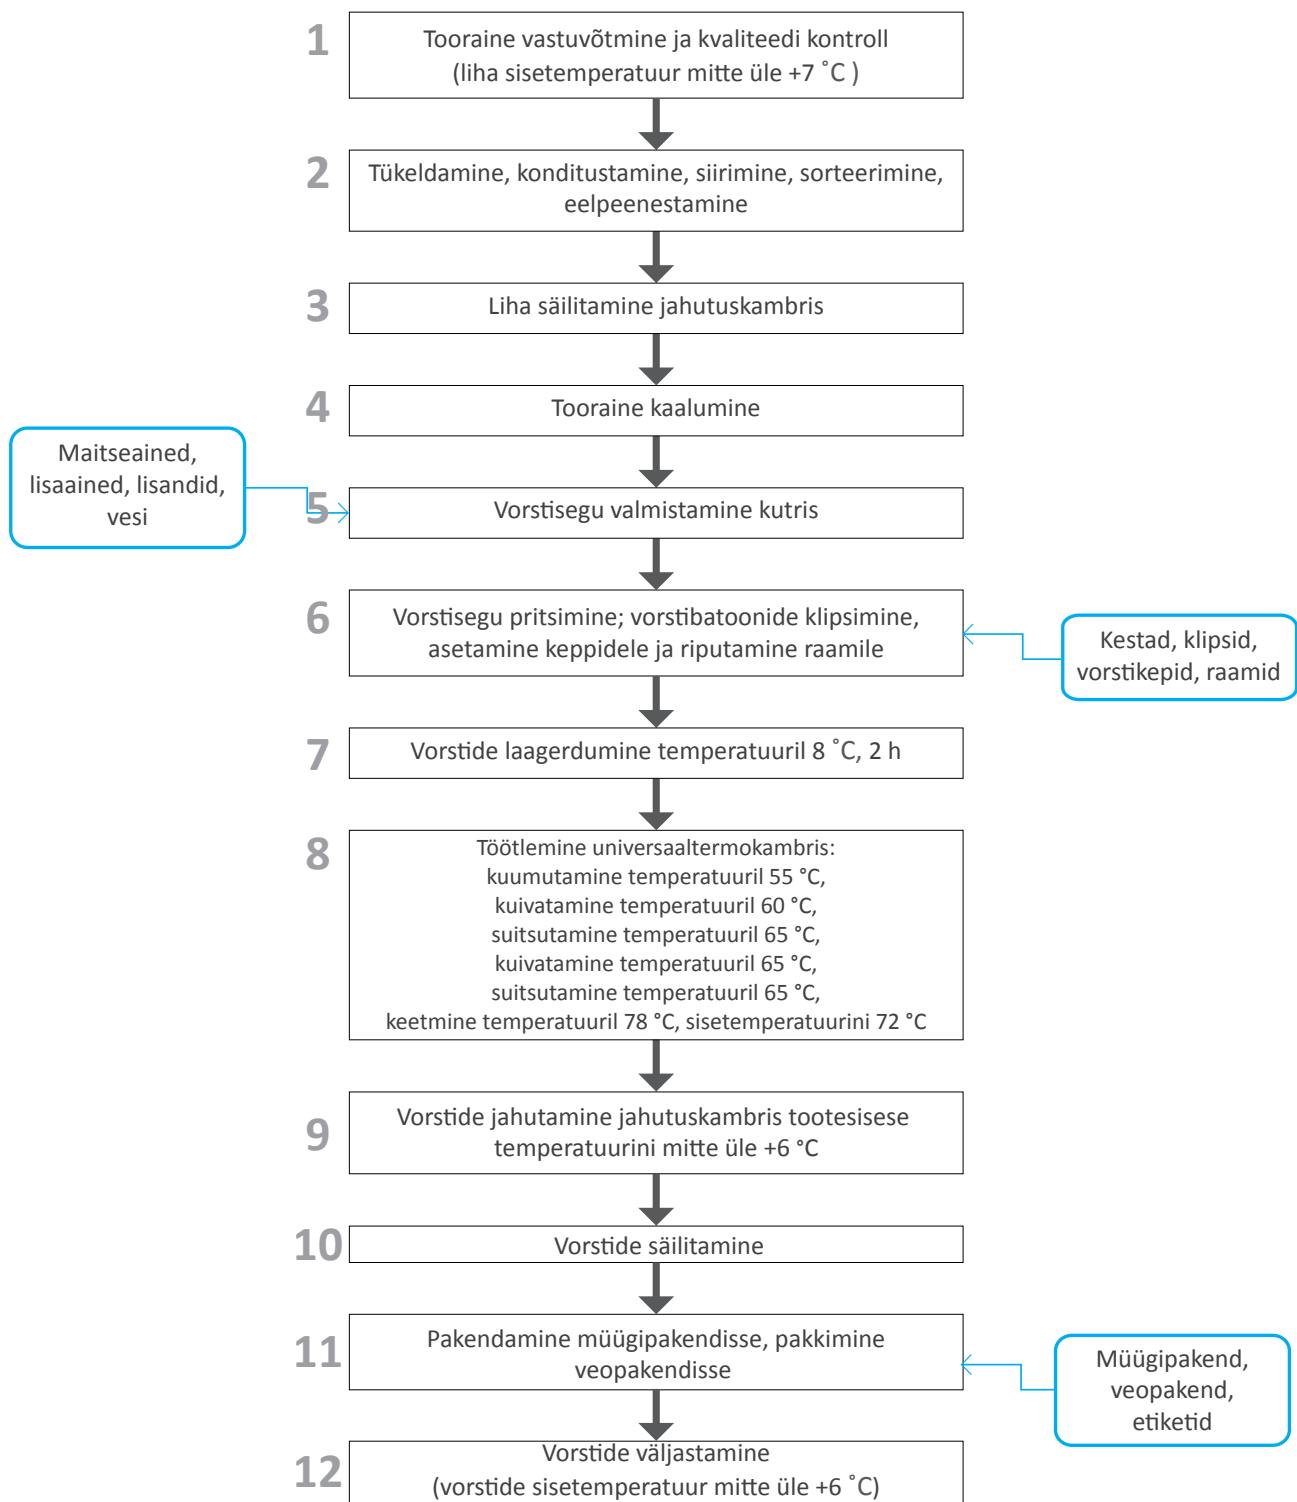 1
Tooraine vastuvõtmine ja kvaliteedi kontroll
(liha sisetemperatuur mitte üle +7 ˚C )
2
Tükeldamine, konditustamine, siirimine, sorteerimine,
eelpeenestamine
3
Liha säilitamine jahutuskambris
4
Tooraine kaalumine
Maitseained,
lisaained, lisandid,
vesi
5
Vorstisegu valmistamine kutris
6
Vorstisegu pritsimine; vorstibatoonide klipsimine,
asetamine keppidele ja riputamine raamile
Kestad, klipsid,
vorstikepid, raamid
7
Vorstide laagerdumine temperatuuril 8 ˚C, 2 h
8
Töötlemine universaaltermokambris:
kuumutamine temperatuuril 55 °C,
kuivatamine temperatuuril 60 °C,
suitsutamine temperatuuril 65 °C,
kuivatamine temperatuuril 65 °C,
suitsutamine temperatuuril 65 °C,
keetmine temperatuuril 78 °C, sisetemperatuurini 72 °C
9
Vorstide jahutamine jahutuskambris tootesisese
temperatuurini mitte üle +6 °C
10
Vorstide säilitamine
11
Pakendamine müügipakendisse, pakkimine
veopakendisse
Müügipakend,
veopakend,
etiketid
12
Vorstide väljastamine
(vorstide sisetemperatuur mitte üle +6 ˚C)